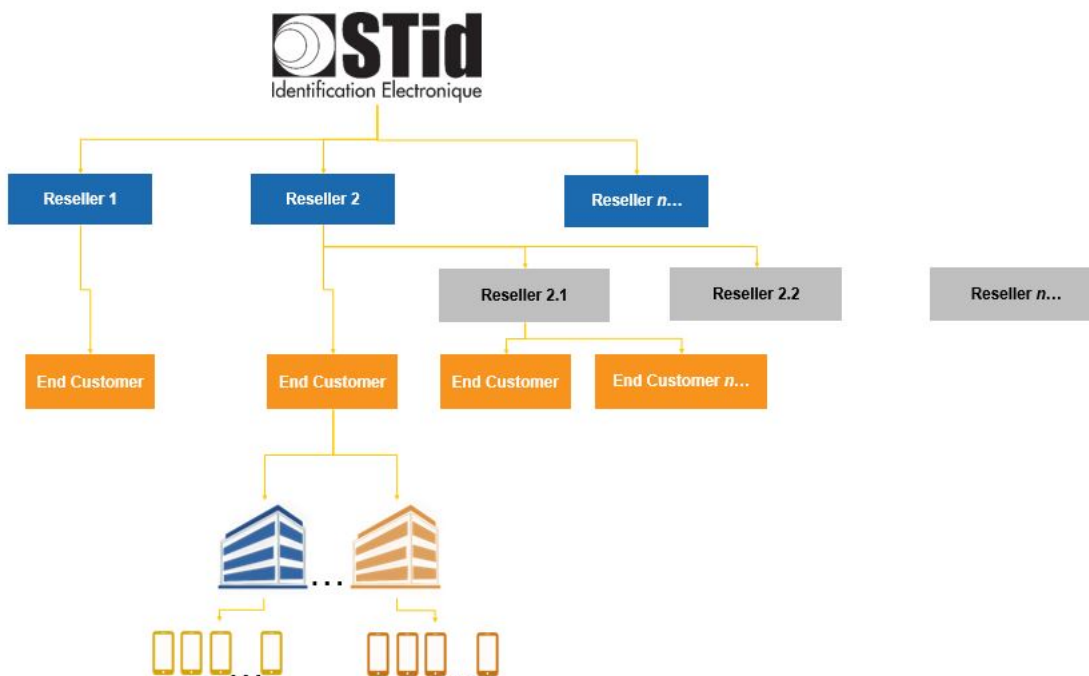 STid
Identification Electronique
Reseller 1
Reseller 2
Reseller n...
Reseller 2.1
Reseller 2.2
Reseller n...
End Customer
End Customer
End Customer
End Customer n...
...
...